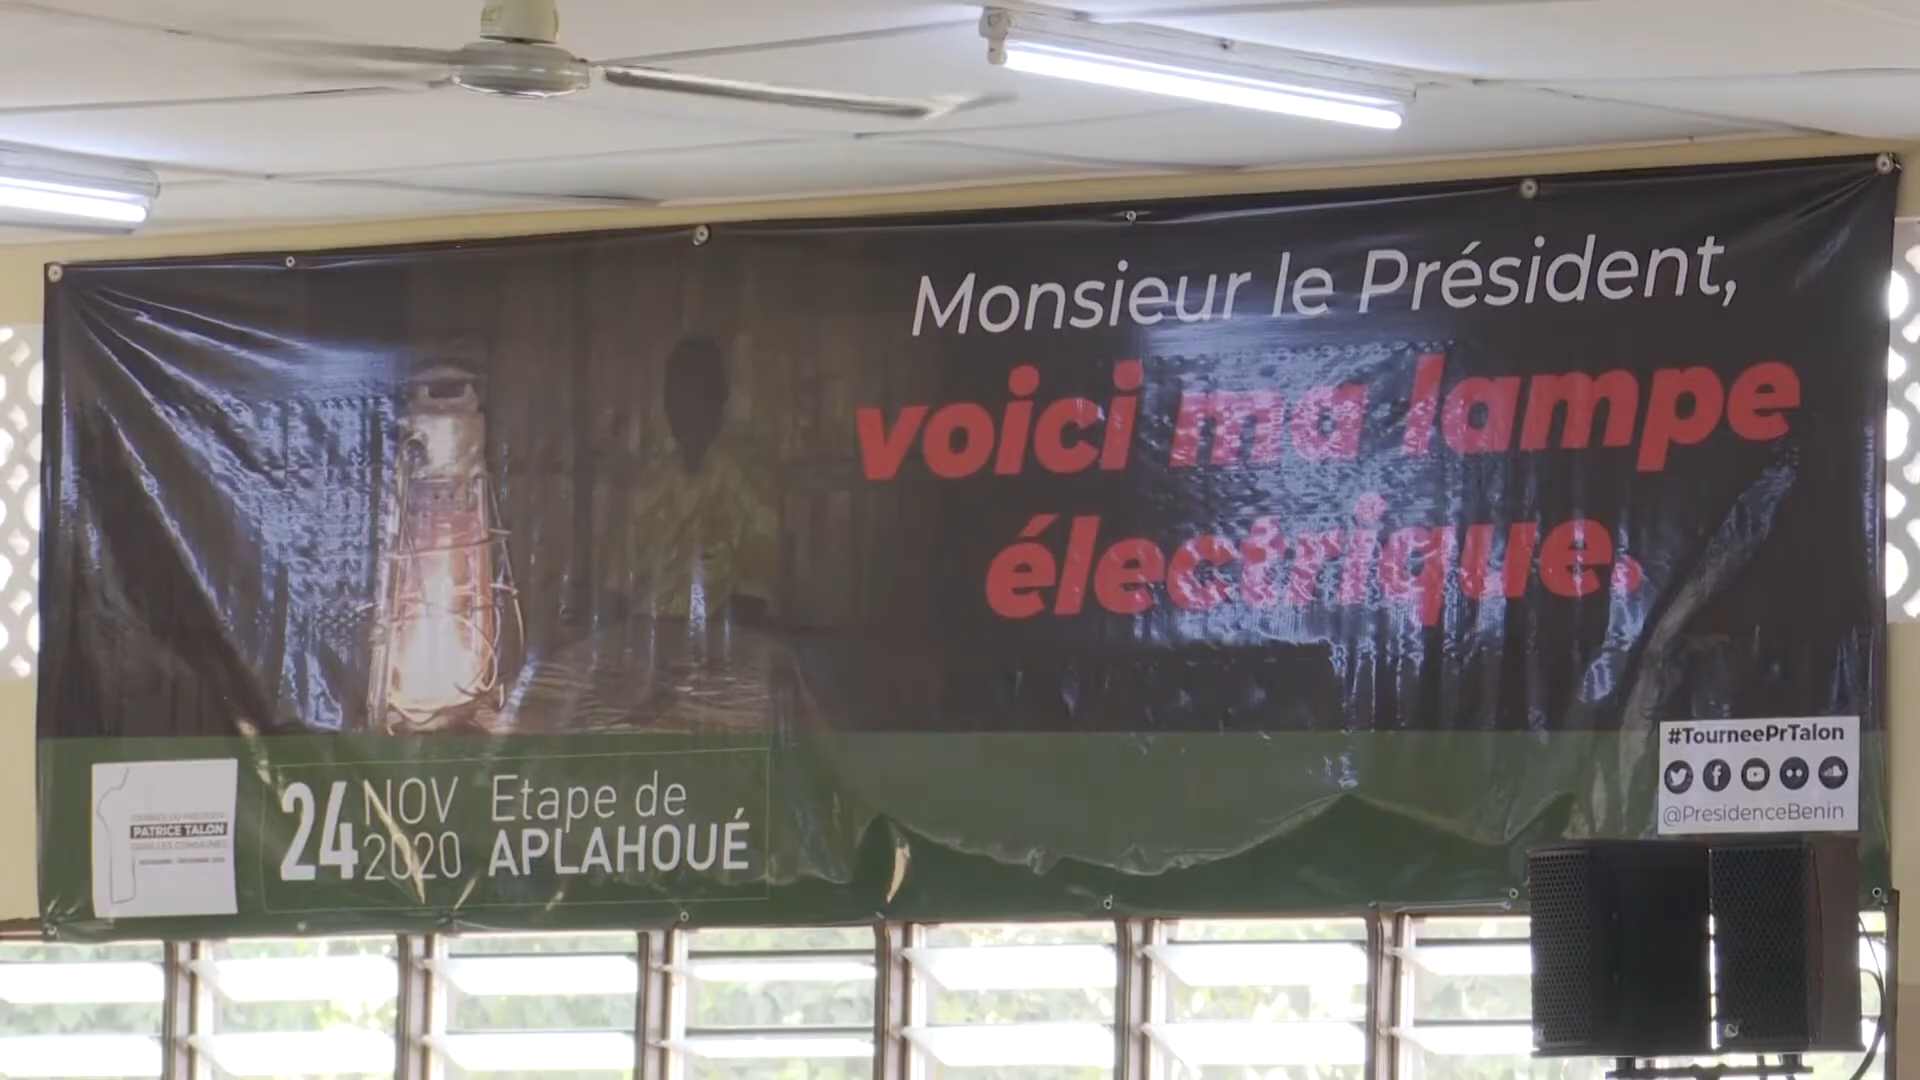 Monsieur le Président,
voici ma lampe
électrique.
#TourneePrTalon
@PresidenceBenin
PATRICE TALON
24 NOV
2020
Etape de
APLAHOUÉ